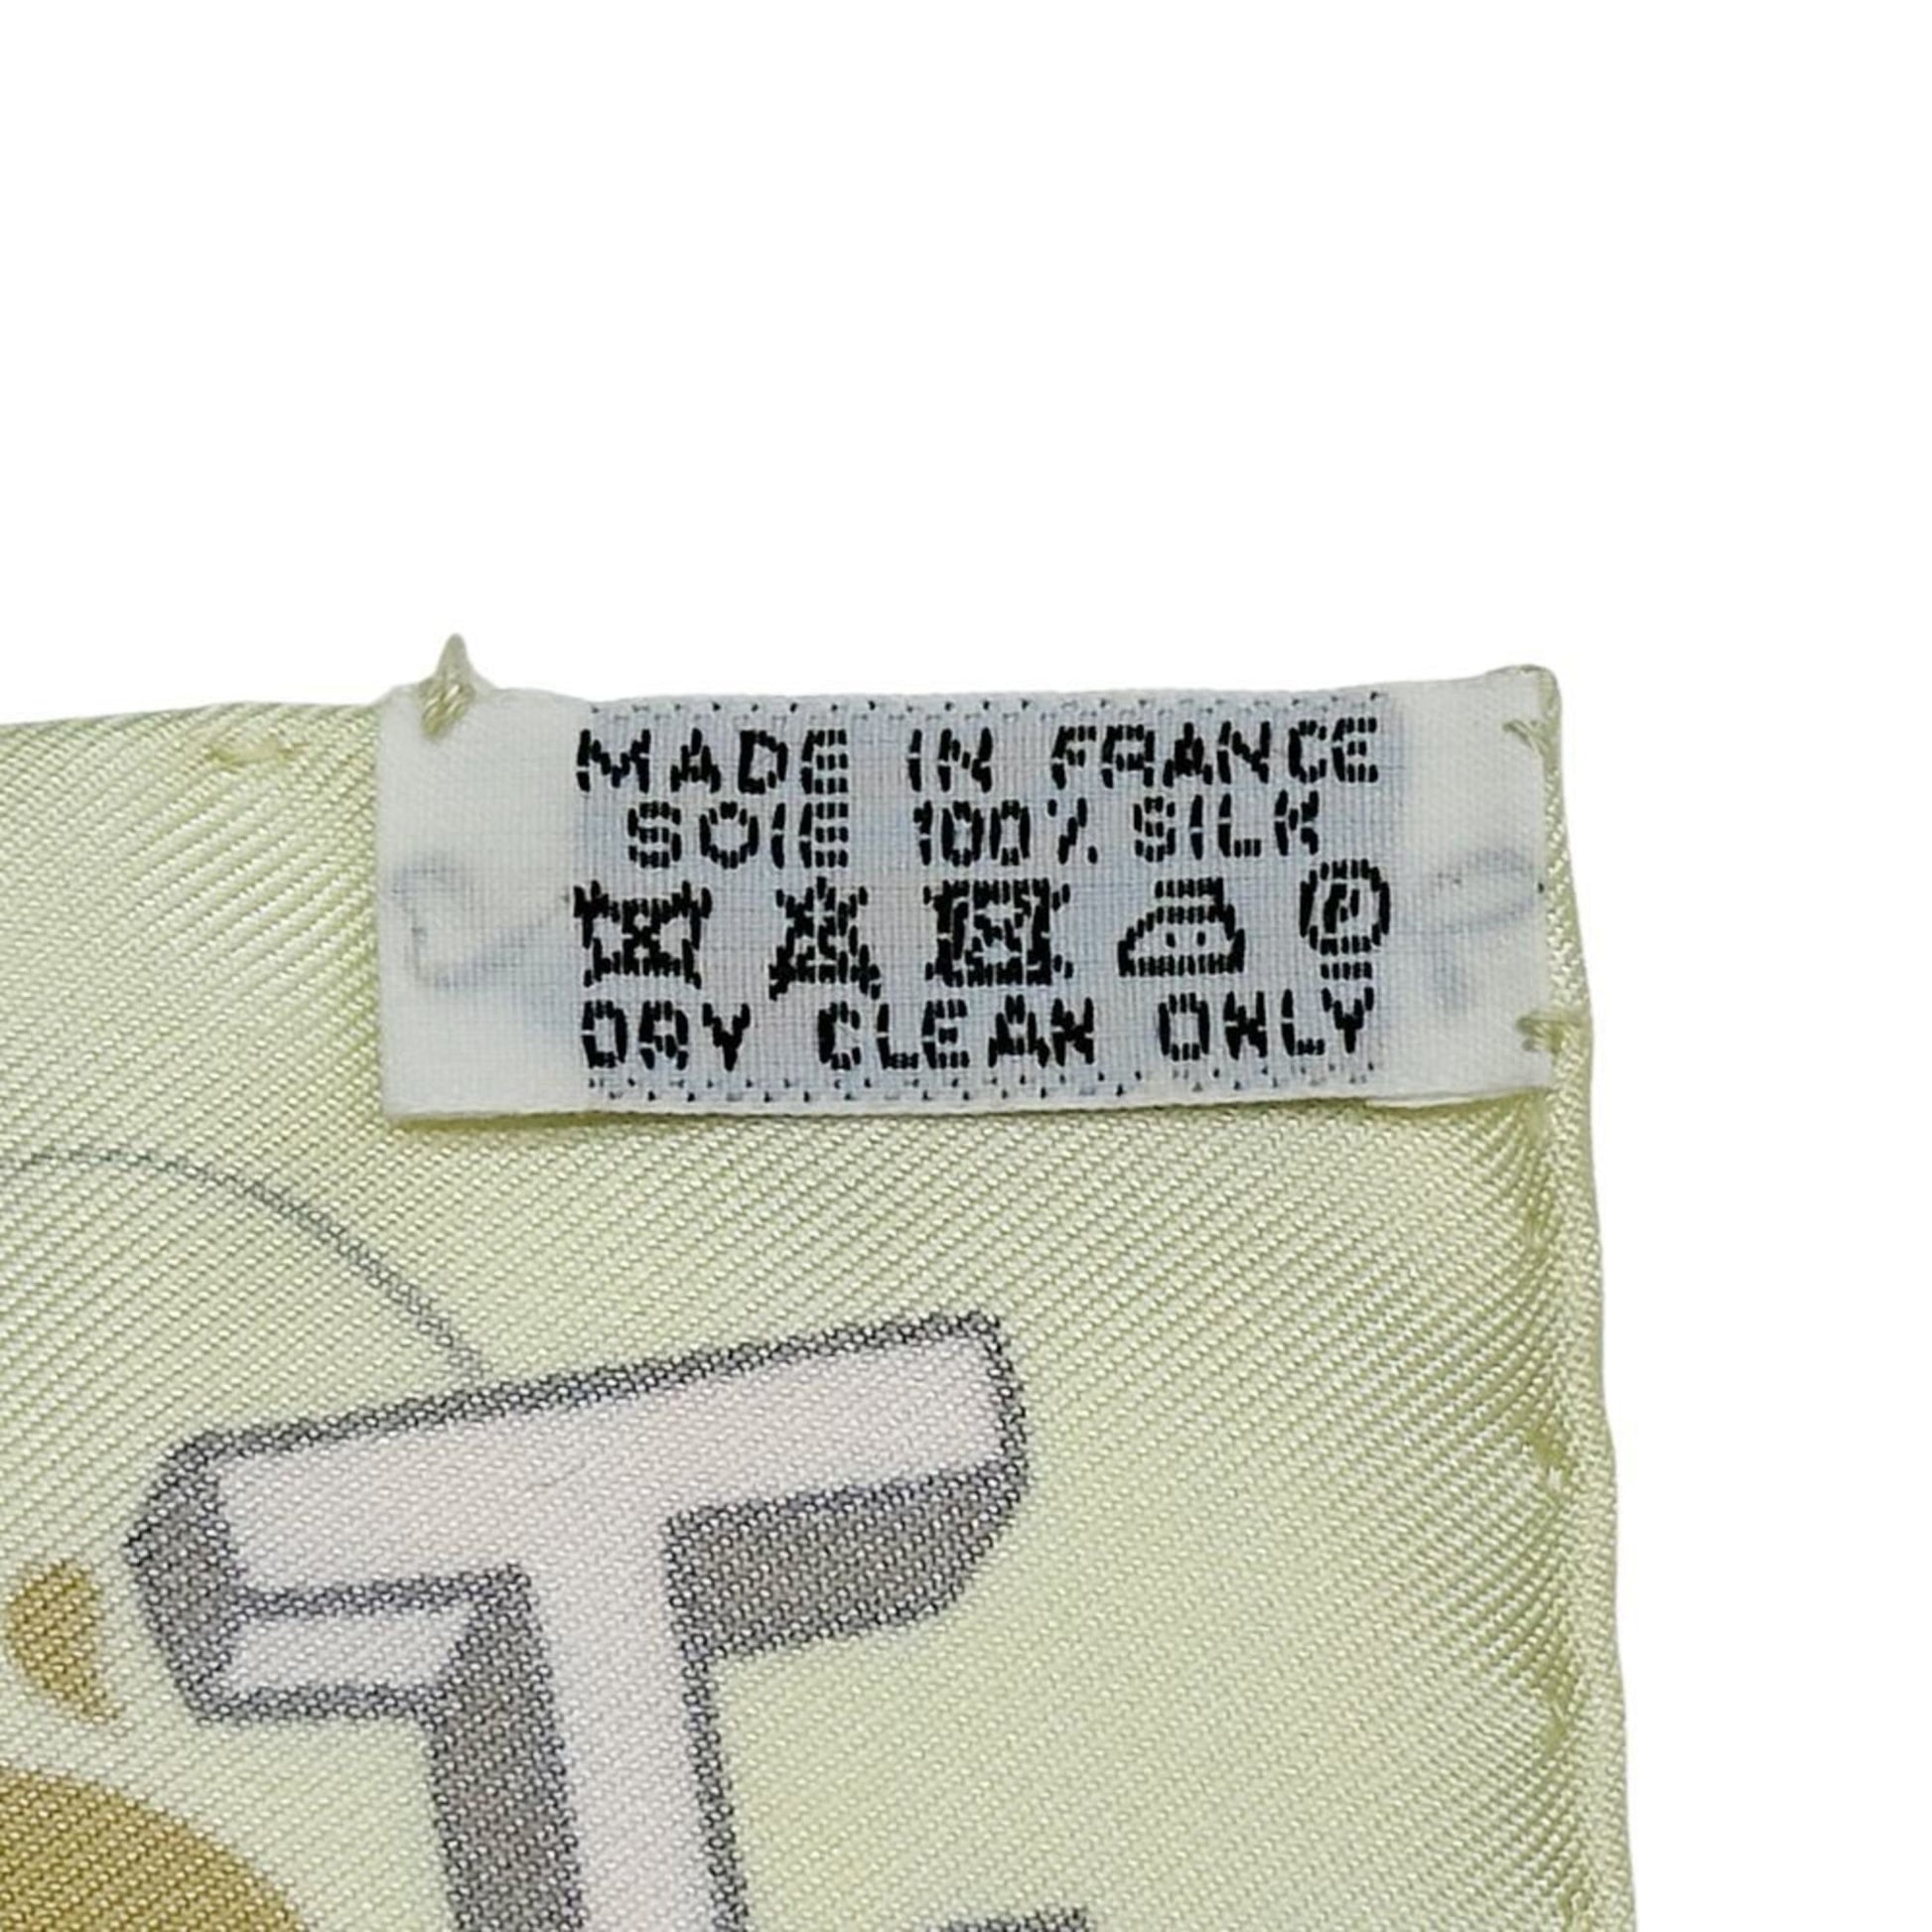 MADE IN FRANCE
SOIE 100% SILK
P
DRY CLEAN ONLY
T